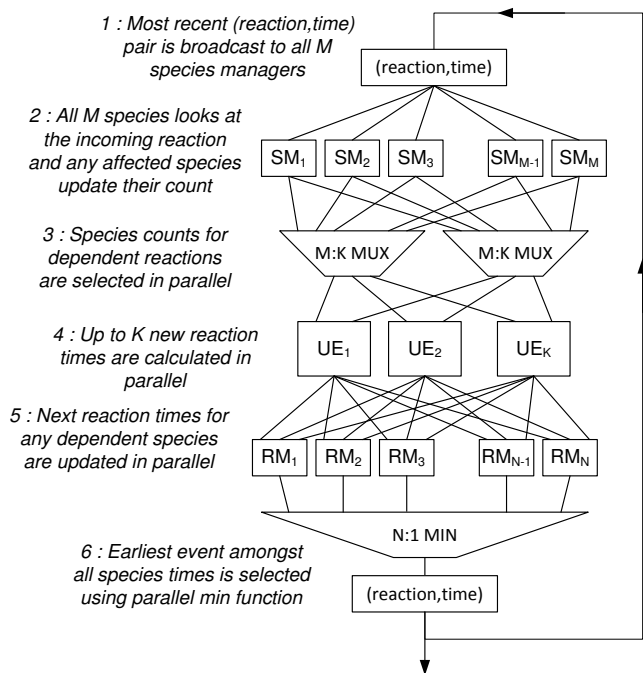 1 : Most recent (reaction,time)
pair is broadcast to all M
species managers
(reaction,time)
2 : All M species looks at
the incoming reaction
and any affected species
update their count
SM1 SM2 SM3 SMM-1 SMM
3 : Species counts for
dependent reactions
are selected in parallel
M:K MUX M:K MUX
4 : Up to K new reaction
times are calculated in
parallel
UE1 UE2 UEK
5 : Next reaction times for
any dependent species
are updated in parallel
RM1 RM2 RM3 RMN-1 RMN
N:1 MIN
6 : Earliest event amongst
all species times is selected
using parallel min function
(reaction,time)